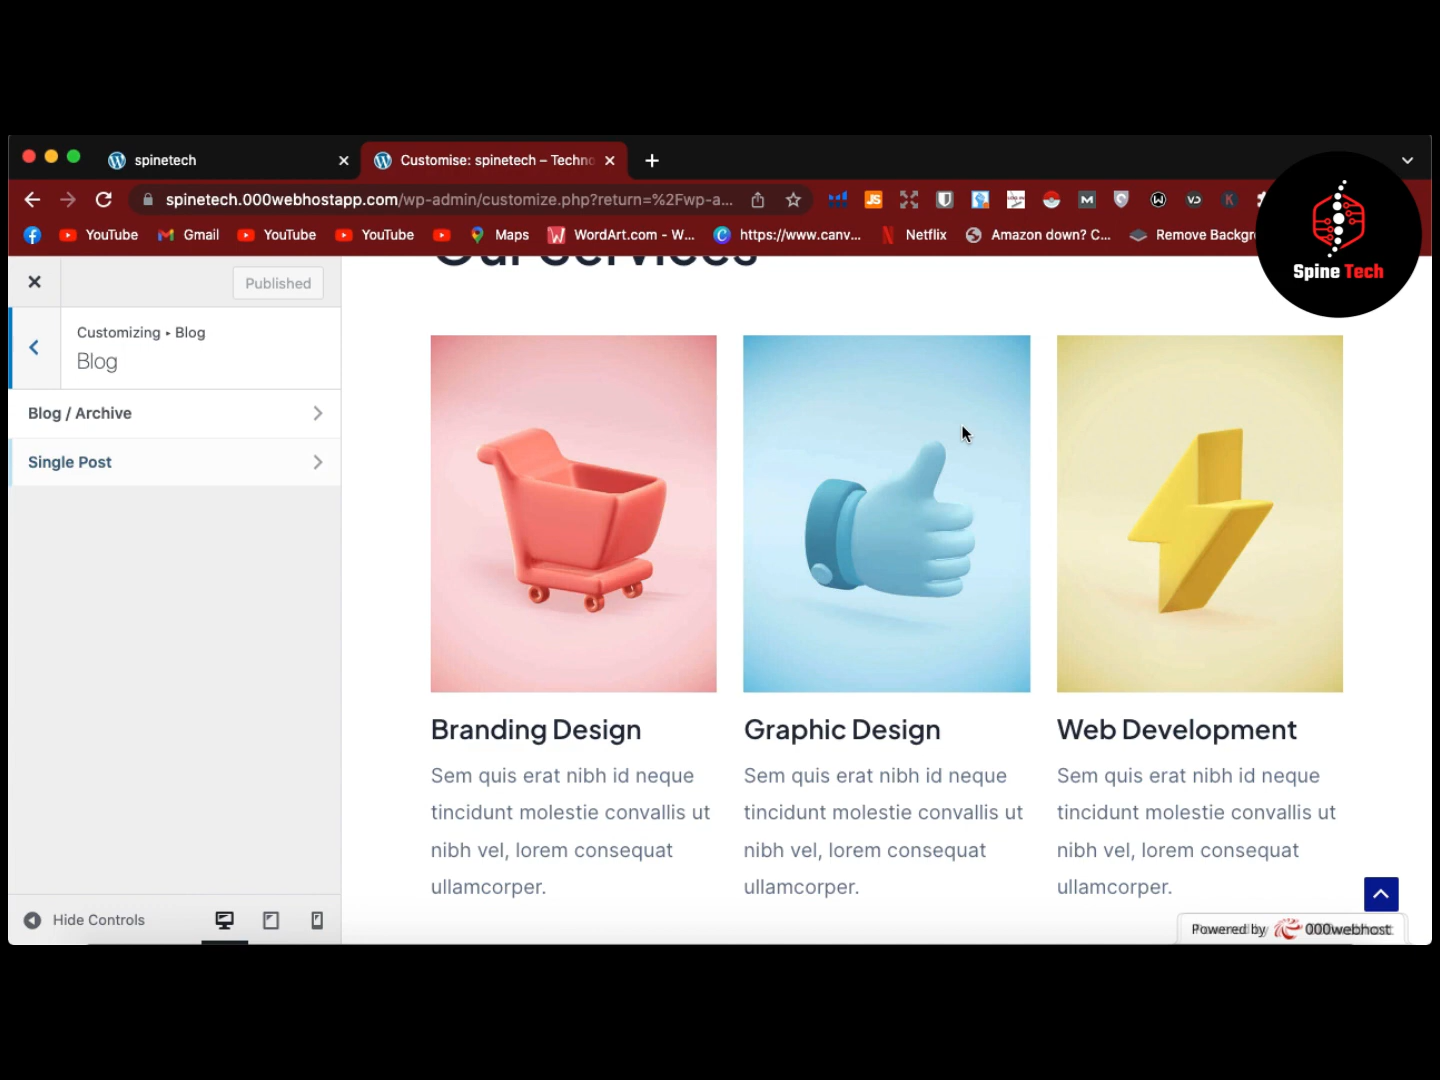 spinetech
Customise: spinetech – Techno
spinetech.000webhostapp.com/wp-admin/customize.php?return=%2Fwp-a...
YouTube
Gmail
YouTube
YouTube
Maps
WordArt.com - W...
https://www.canv...
Netflix
Amazon down? C...
Remove Backgr
Spine Tech
Published
Customizing ▸ Blog
Blog
Blog / Archive
Single Post
Hide Controls
Our Services
Branding Design
Sem quis erat nibh id neque
tincidunt molestie convallis ut
nibh vel, lorem consequat
ullamcorper.
Graphic Design
Sem quis erat nibh id neque
tincidunt molestie convallis ut
nibh vel, lorem consequat
ullamcorper.
Web Development
Sem quis erat nibh id neque
tincidunt molestie convallis ut
nibh vel, lorem consequat
ullamcorper.
Powered by 000webhost